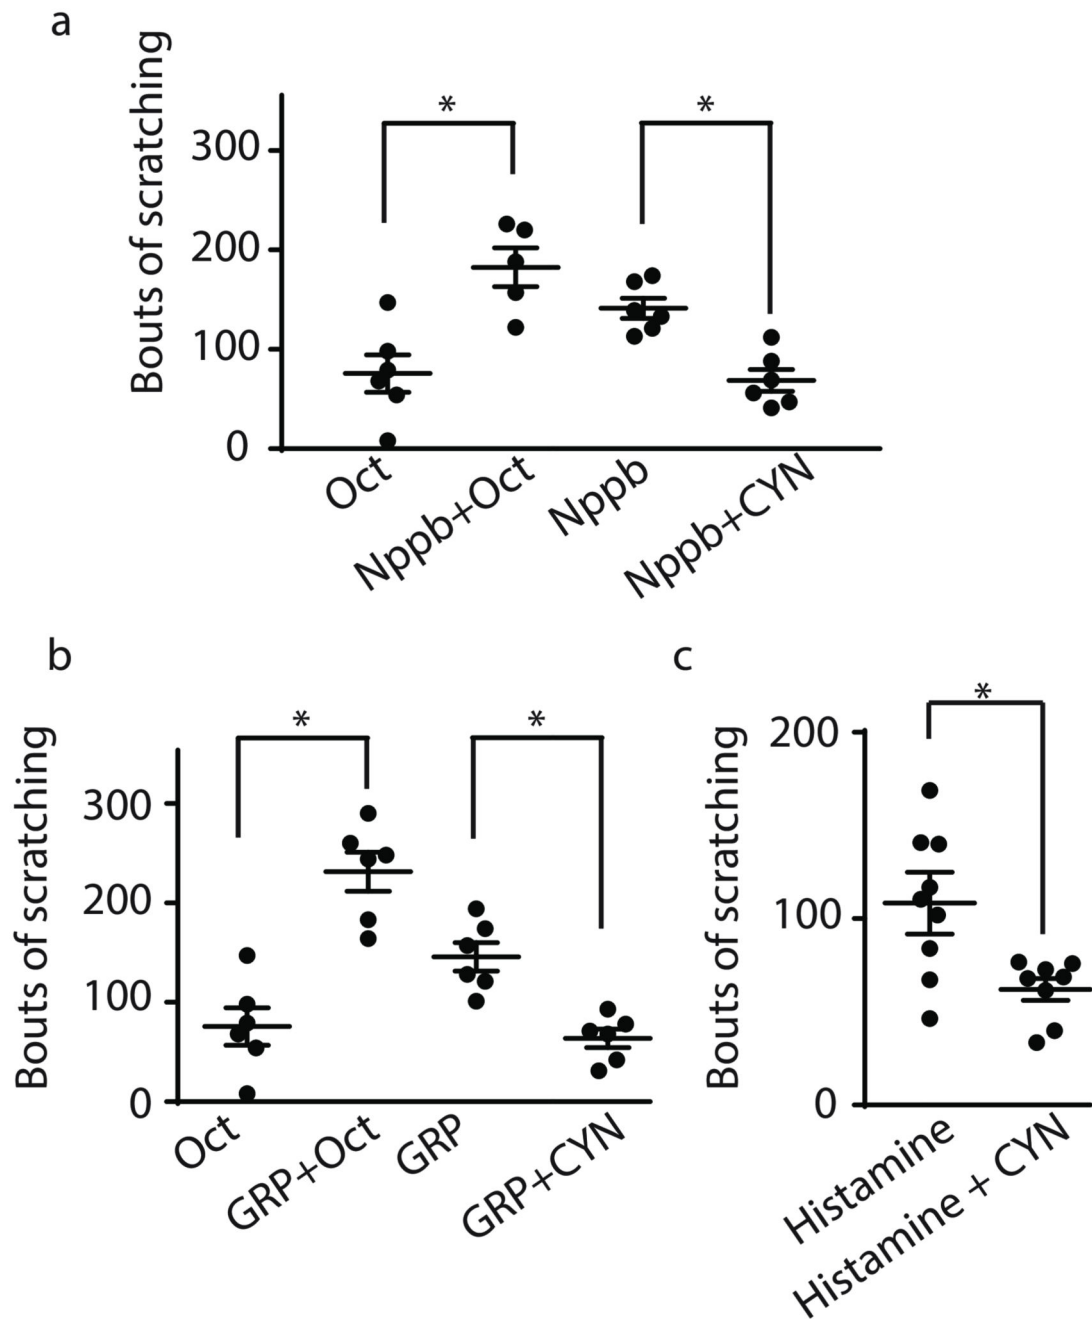 a
Bouts of scratching
300
200
100
0
*
*
Oct
Nppb+Oct
Nppb
Nppb+CYN
b
Bouts of scratching
300
200
100
0
*
*
Oct
GRP+Oct
GRP
GRP+CYN
c
Bouts of scratching
200
100
0
*
Histamine
Histamine + CYN